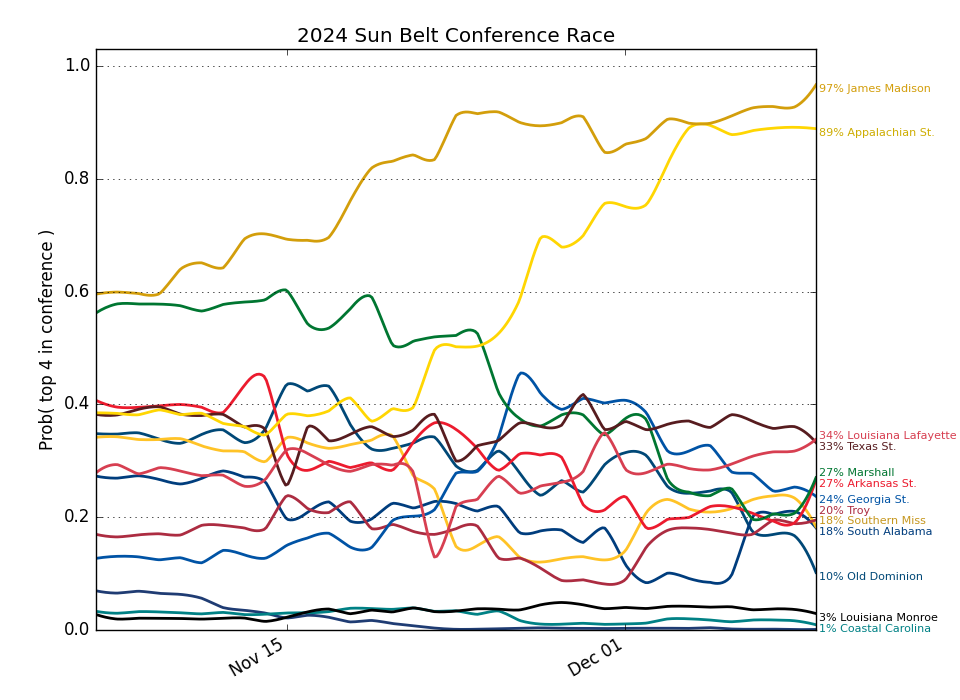 2024 Sun Belt Conference Race
Prob( top 4 in conference )
1.0
0.8
0.6
0.4
0.2
0.0
Nov 15
Dec 01
97% James Madison
89% Appalachian St.
34% Louisiana Lafayette
33% Texas St.
27% Marshall
27% Arkansas St.
24% Georgia St.
20% Troy
18% Southern Miss
18% South Alabama
10% Old Dominion
3% Louisiana Monroe
1% Coastal Carolina